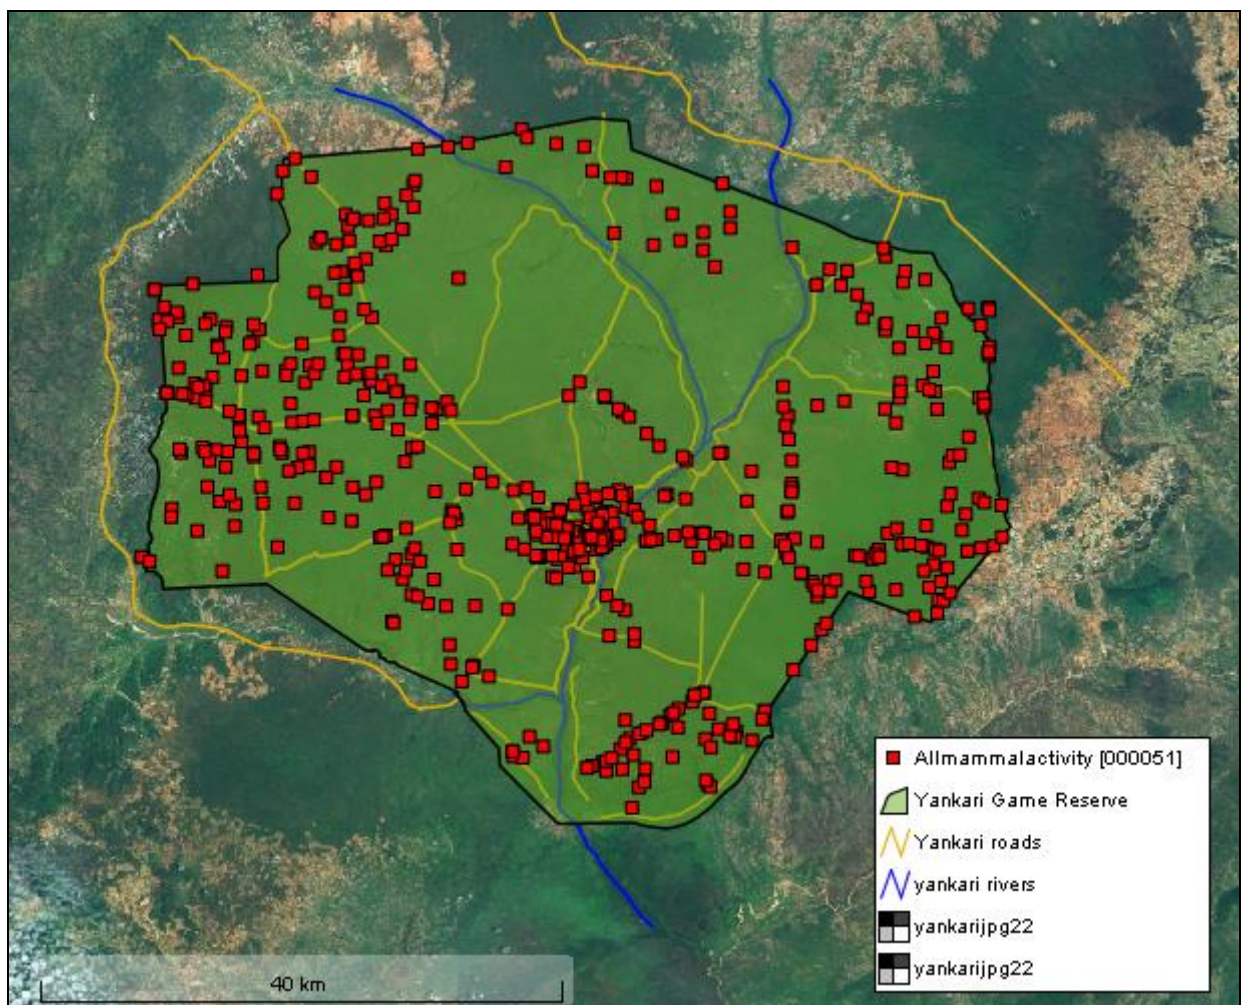 Allmammalactivity [000051]
Yankari Game Reserve
Yankari roads
yankari rivers
yankarijpg22
yankarijpg22
40 km